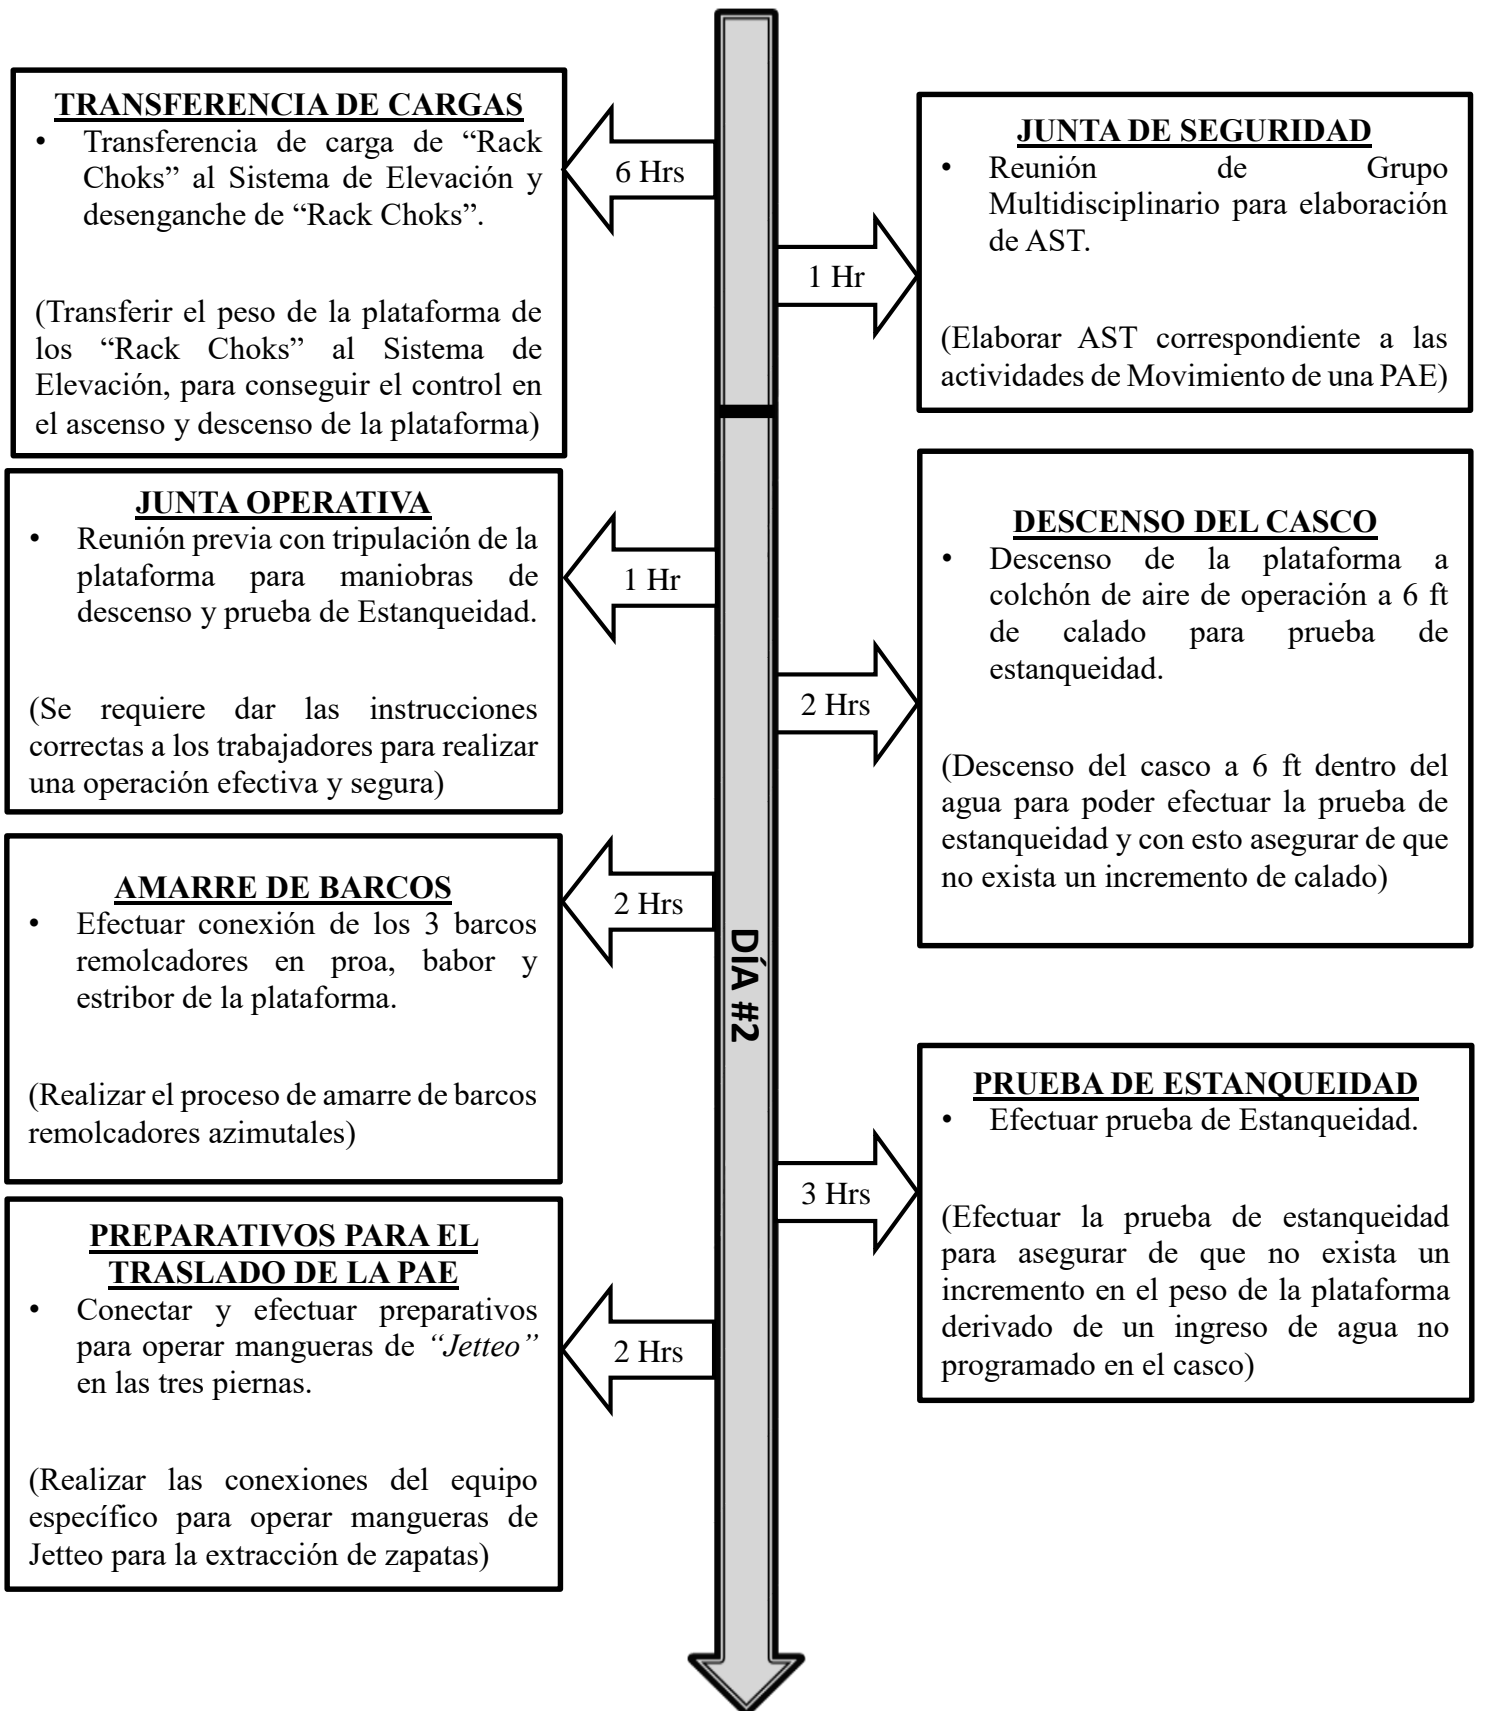 TRANSFERENCIA DE CARGAS
• Transferencia de carga de “Rack
Choks” al Sistema de Elevación y
desenganche de “Rack Choks”.
(Transferir el peso de la plataforma de
los “Rack Choks” al Sistema de
Elevación, para conseguir el control en
el ascenso y descenso de la plataforma)
6 Hrs
JUNTA DE SEGURIDAD
• Reunión de Grupo
Multidisciplinario para elaboración
de AST.
(Elaborar AST correspondiente a las
actividades de Movimiento de una PAE)
1 Hr
JUNTA OPERATIVA
• Reunión previa con tripulación de la
plataforma para maniobras de
descenso y prueba de Estanqueidad.
(Se requiere dar las instrucciones
correctas a los trabajadores para realizar
una operación efectiva y segura)
1 Hr
DESCENSO DEL CASCO
• Descenso de la plataforma a
colchón de aire de operación a 6 ft
de calado para prueba de
estanqueidad.
(Descenso del casco a 6 ft dentro del
agua para poder efectuar la prueba de
estanqueidad y con esto asegurar de que
no exista un incremento de calado)
2 Hrs
AMARRE DE BARCOS
• Efectuar conexión de los 3 barcos
remolcadores en proa, babor y
estribor de la plataforma.
(Realizar el proceso de amarre de barcos
remolcadores azimutales)
2 Hrs
DÍA #2
PRUEBA DE ESTANQUEIDAD
• Efectuar prueba de Estanqueidad.
(Efectuar la prueba de estanqueidad
para asegurar de que no exista un
incremento en el peso de la plataforma
derivado de un ingreso de agua no
programado en el casco)
3 Hrs
PREPARATIVOS PARA EL
TRASLADO DE LA PAE
• Conectar y efectuar preparativos
para operar mangueras de “Jetteo”
en las tres piernas.
(Realizar las conexiones del equipo
específico para operar mangueras de
Jetteo para la extracción de zapatas)
2 Hrs